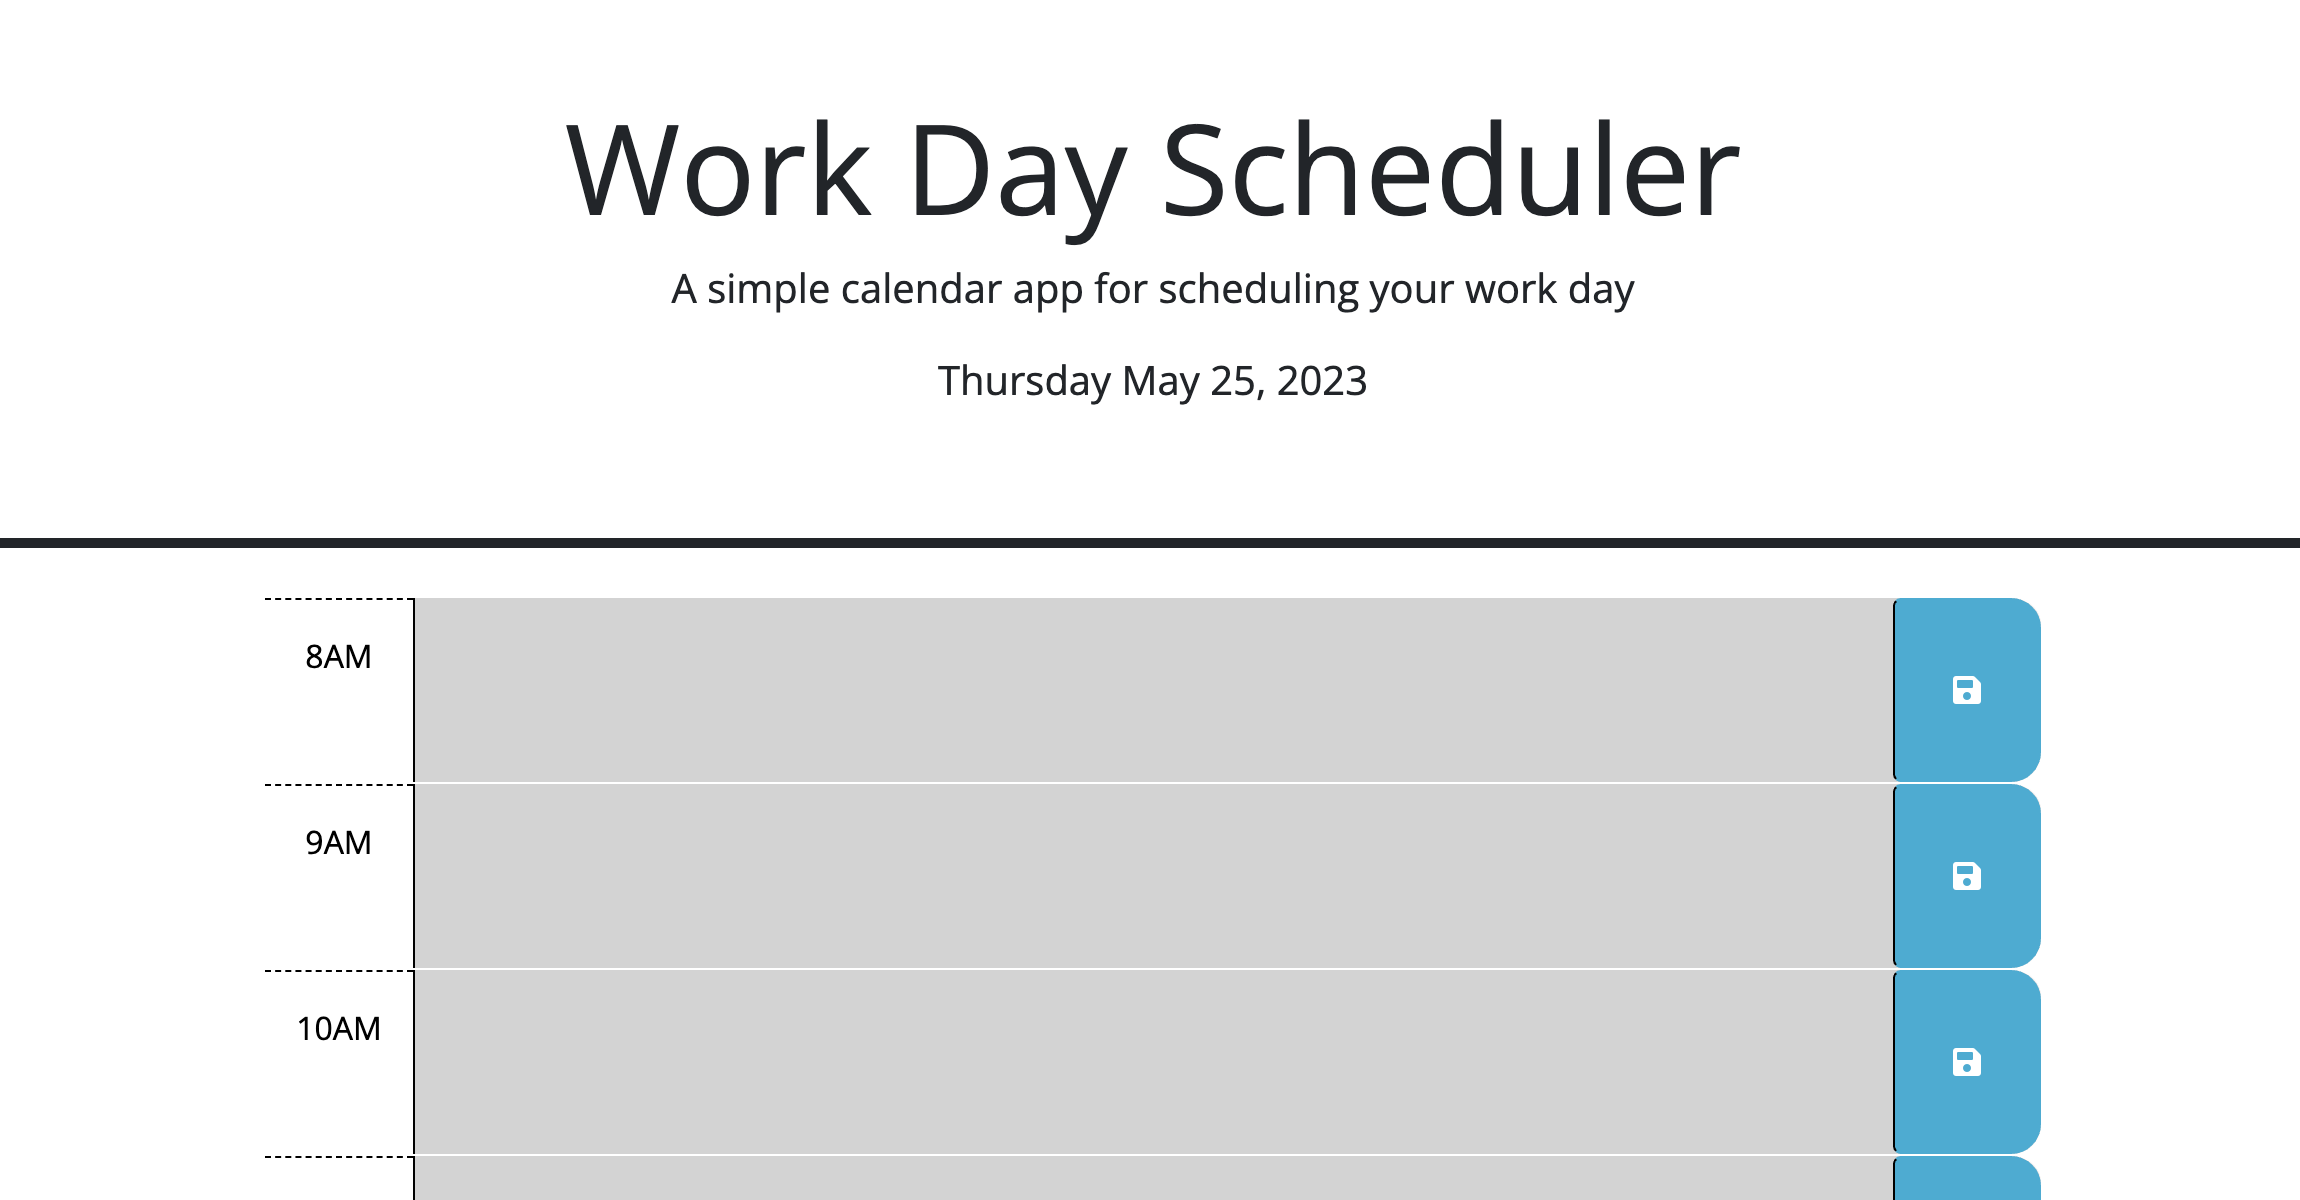 Work Day Scheduler
A simple calendar app for scheduling your work day
Thursday May 25, 2023
8AM
9AM
10AM